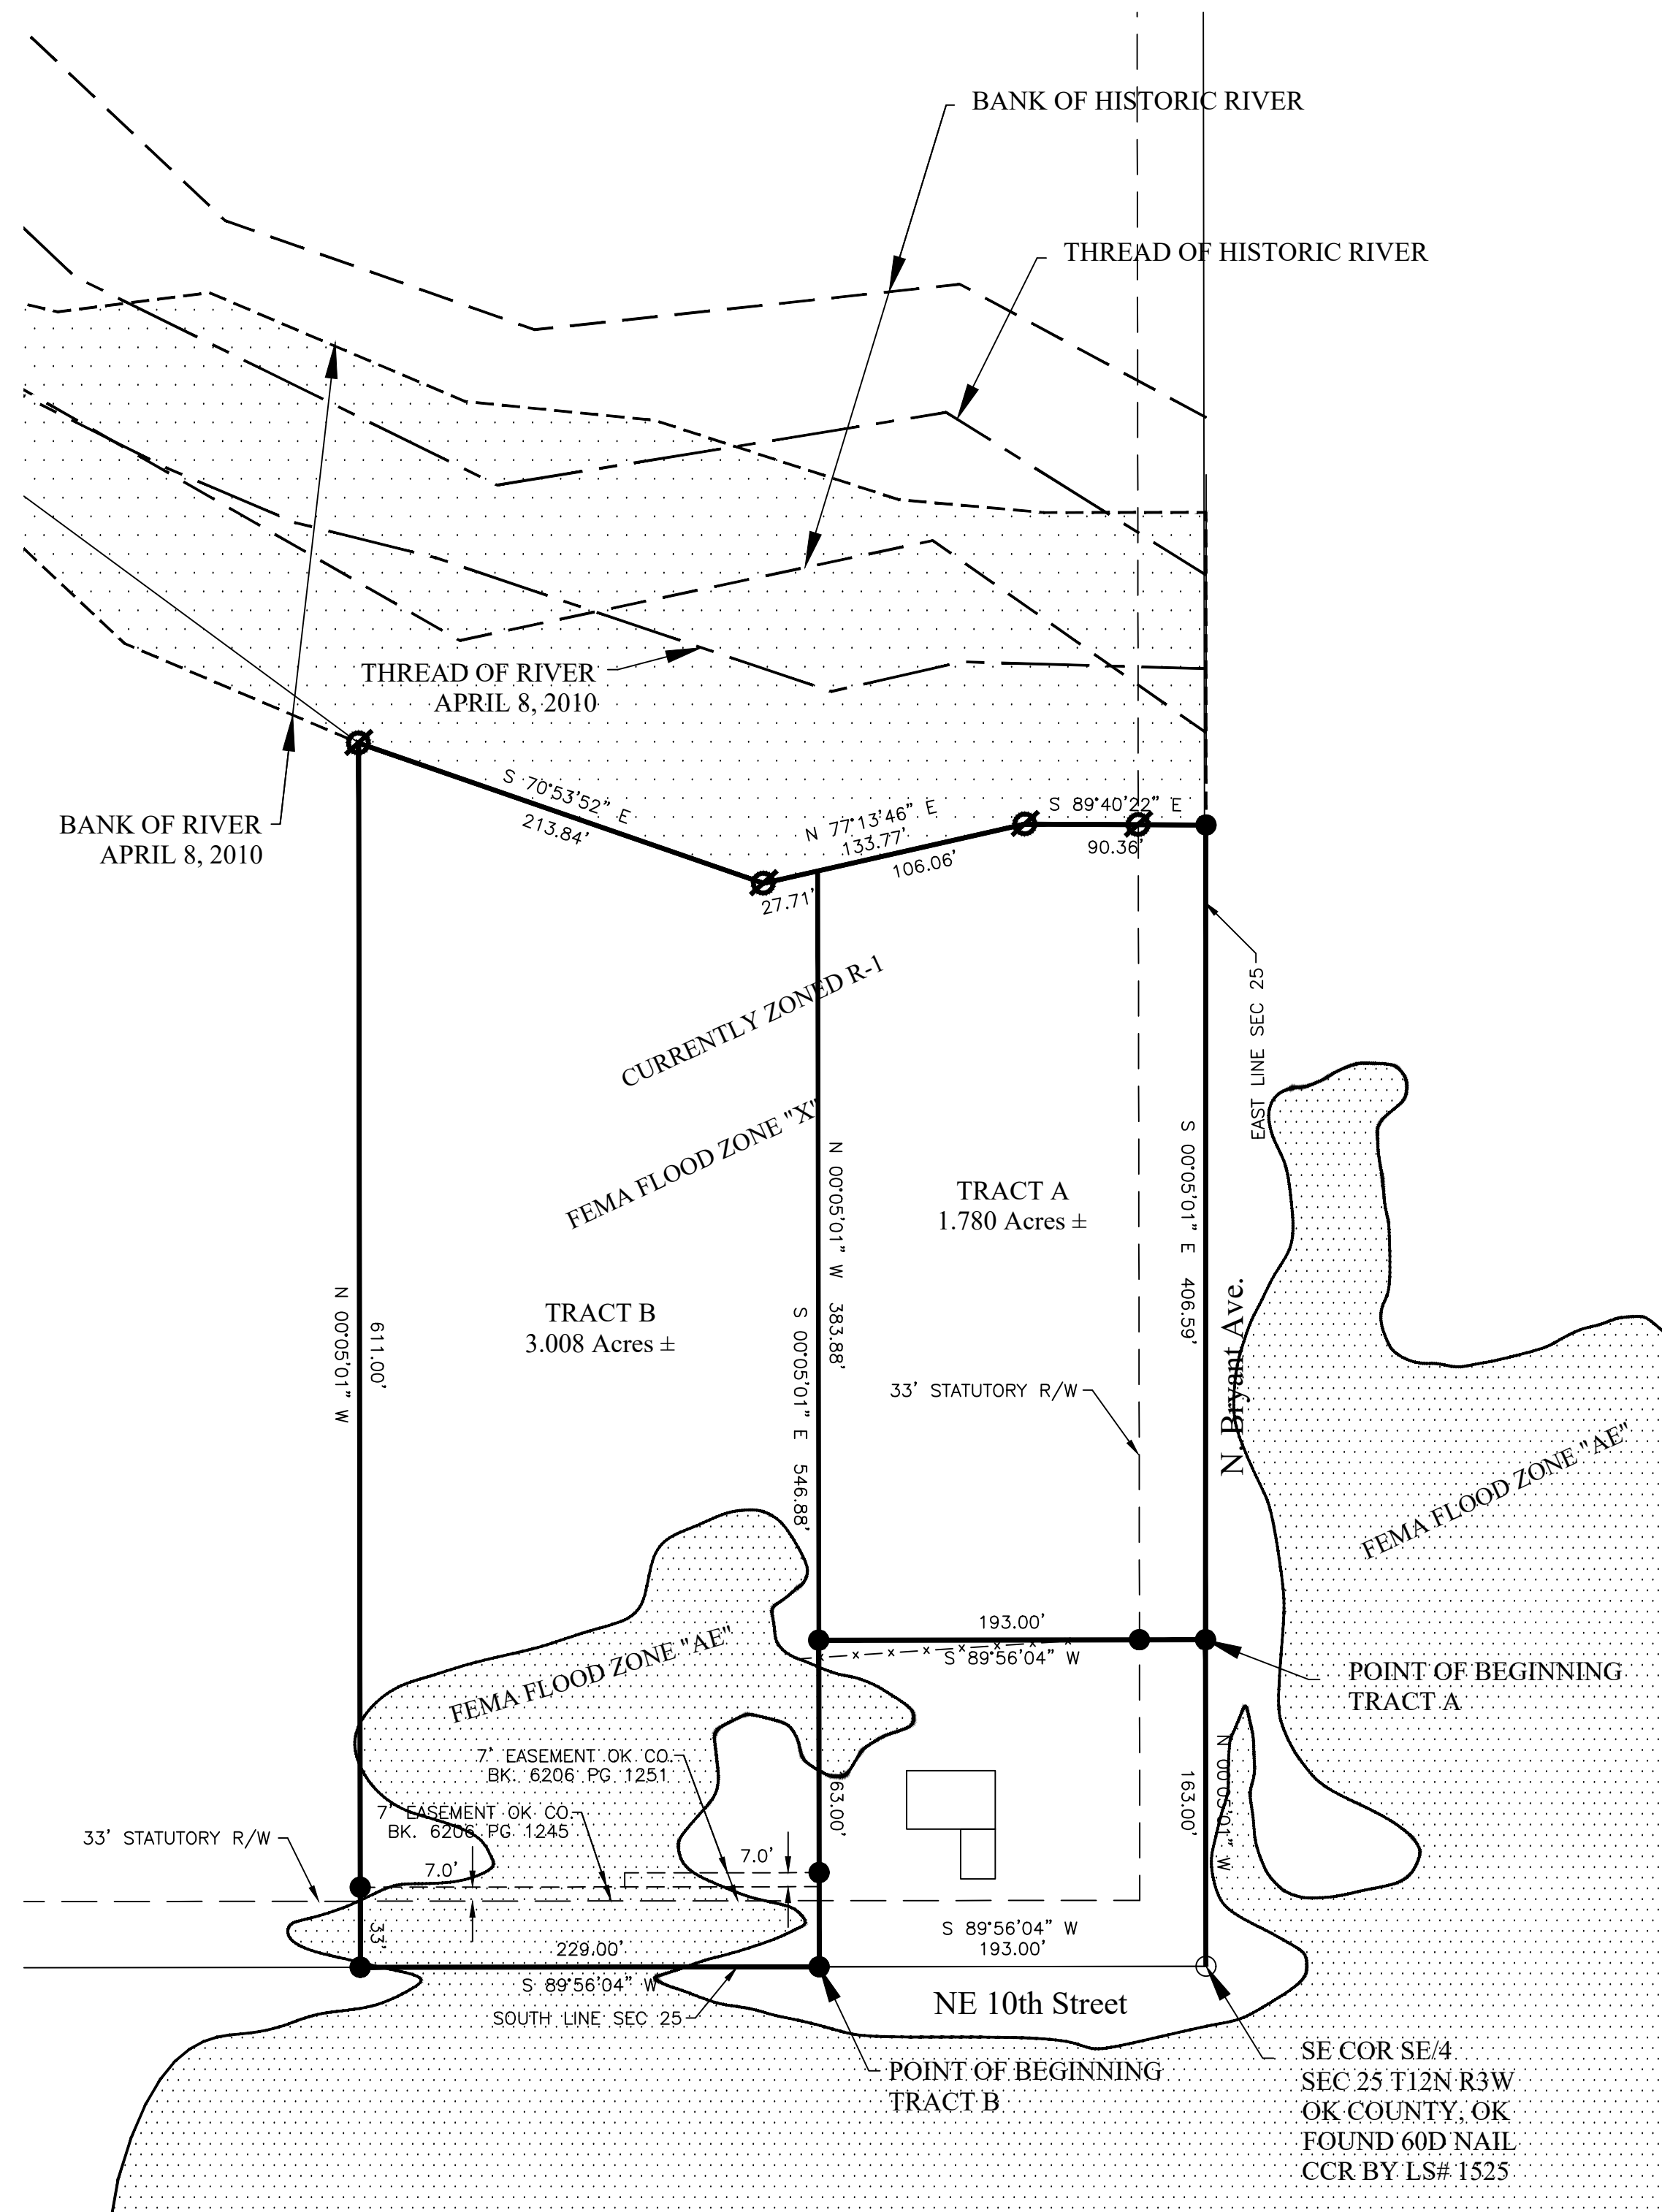 BANK OF HISTORIC RIVER
THREAD OF HISTORIC RIVER
THREAD OF RIVER
APRIL 8, 2010
BANK OF RIVER
APRIL 8, 2010
S 70°53'52" E
213.84'
N 77°13'46" E
133.77'
106.06'
27.71'
S 89°40'22" E
90.36'
EAST LINE SEC 25
CURRENTLY ZONED R-1
FEMA FLOOD ZONE "X"
N 00°05'01" W 383.88'
S 00°05'01" E 546.88'
TRACT A
1.780 Acres ±
S 00°05'01" E 406.59'
N. Bryant Ave.
TRACT B
3.008 Acres ±
611.00'
N 00°05'01" W
33' STATUTORY R/W
FEMA FLOOD ZONE "AE"
FEMA FLOOD ZONE "AE"
193.00'
S 89°56'04" W
POINT OF BEGINNING
TRACT A
7' EASEMENT OK CO.
BK. 6206 PG 1251
7' EASEMENT OK CO.
BK. 6206 PG 1245
33' STATUTORY R/W
7.0'
7.0'
163.00'
163.00'
N 00°05'01" W
33'
229.00'
S 89°56'04" W
S 89°56'04" W
193.00'
SOUTH LINE SEC 25
NE 10th Street
POINT OF BEGINNING
TRACT B
SE COR SE/4
SEC 25 T12N R3W
OK COUNTY, OK
FOUND 60D NAIL
CCR BY LS# 1525